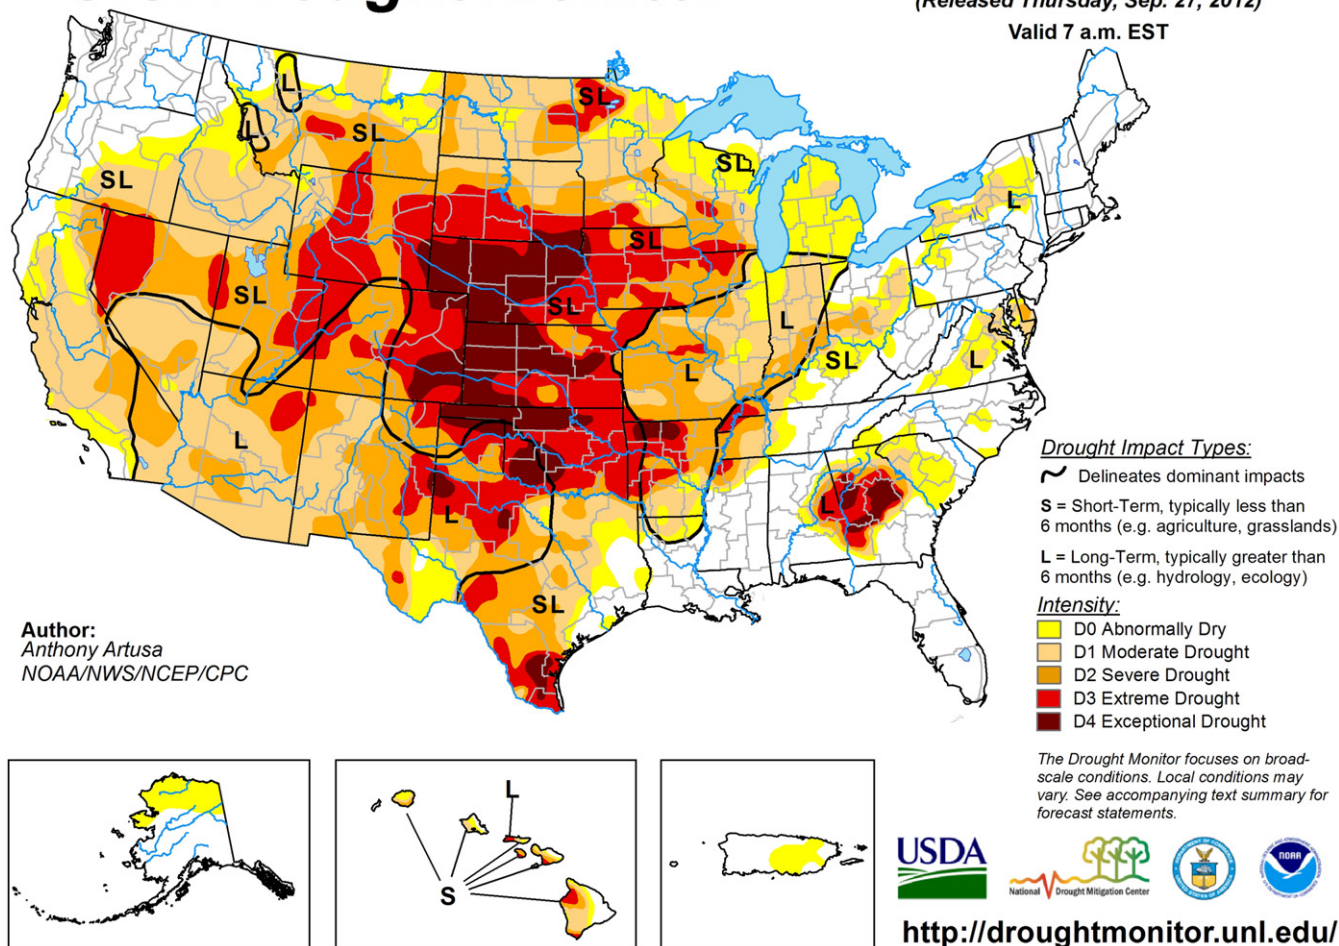 (Released Thursday, Sep. 27, 2012)
Valid 7 a.m. EST
L
SL
L
SL
SL
SL
L
SL
SL
SL
L
SL
L
L
SL
L
L
L
SL
Drought Impact Types:
Delineates dominant impacts
S = Short-Term, typically less than
6 months (e.g. agriculture, grasslands)
L = Long-Term, typically greater than
6 months (e.g. hydrology, ecology)
Intensity:
D0 Abnormally Dry
D1 Moderate Drought
D2 Severe Drought
D3 Extreme Drought
D4 Exceptional Drought
Author:
Anthony Artusa
NOAA/NWS/NCEP/CPC
L
S
The Drought Monitor focuses on broad-
scale conditions. Local conditions may
vary. See accompanying text summary for
forecast statements.
USDA
National Drought Mitigation Center
NOAA
http://droughtmonitor.unl.edu/